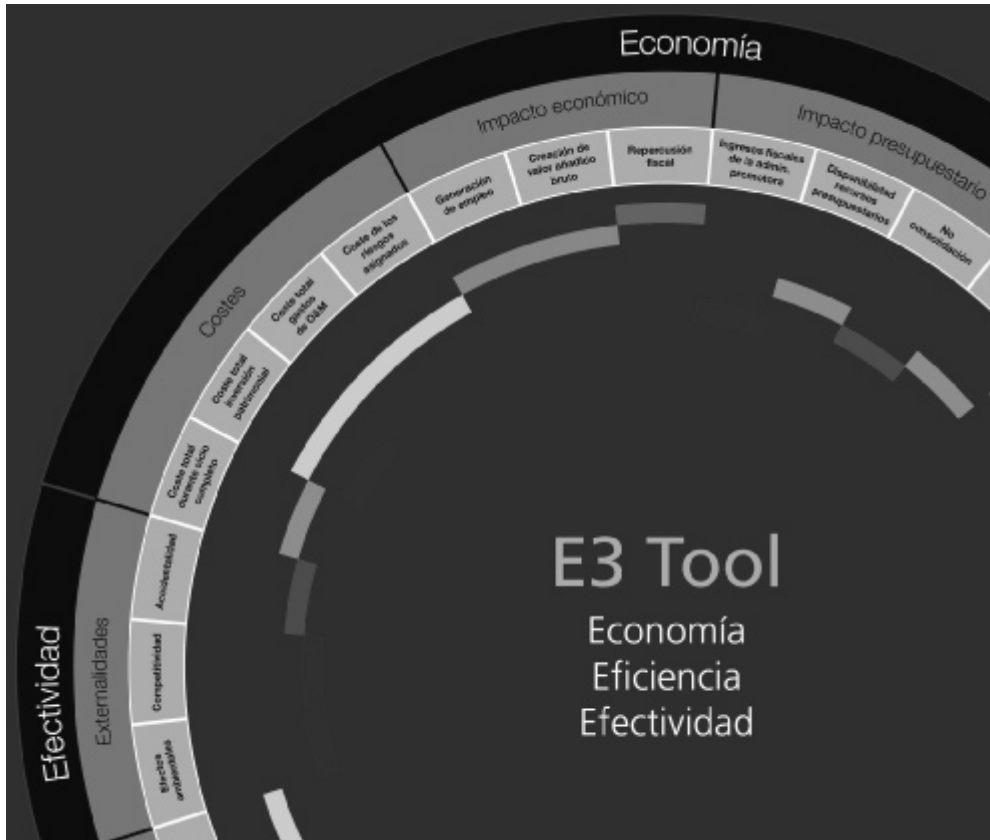 Economía
Impacto económico
Impacto presupuestario
Costes
Efectividad
Externalidades
Efectos
ambientales
Competitividad
Accidentalidad
Coste total
durante ciclo
completo
Coste total
inversión
patrimonial
Coste total
gastos
de O&M
Coste de los
riesgos
asignados
Generación
de empleo
Creación de
valor añadido
bruto
Repercusión
fiscal
Ingresos fiscales
de la admin.
promotora
Disponibilidad
recursos
presupuestarios
No
consolidación
E3 Tool
Economía
Eficiencia
Efectividad